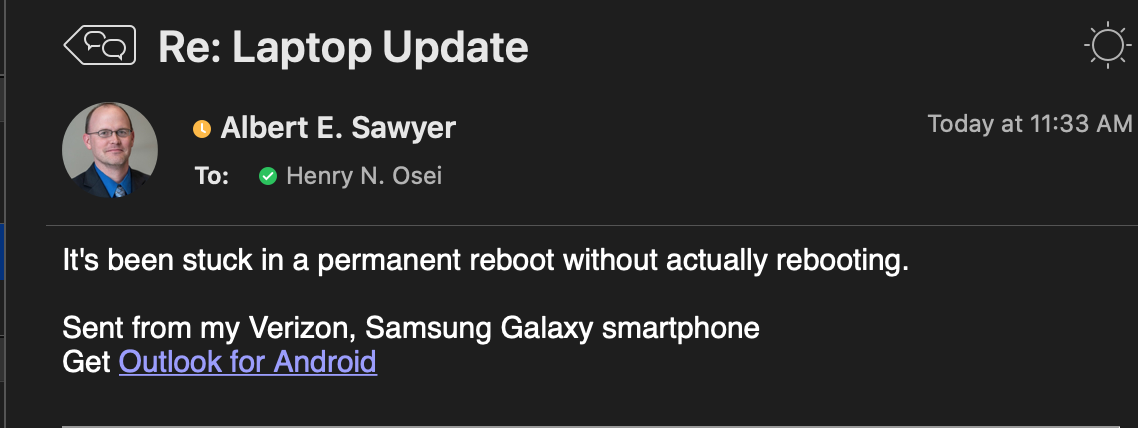 Re: Laptop Update
Albert E. Sawyer
Today at 11:33 AM
To: Henry N. Osei
It's been stuck in a permanent reboot without actually rebooting.
Sent from my Verizon, Samsung Galaxy smartphone
Get Outlook for Android